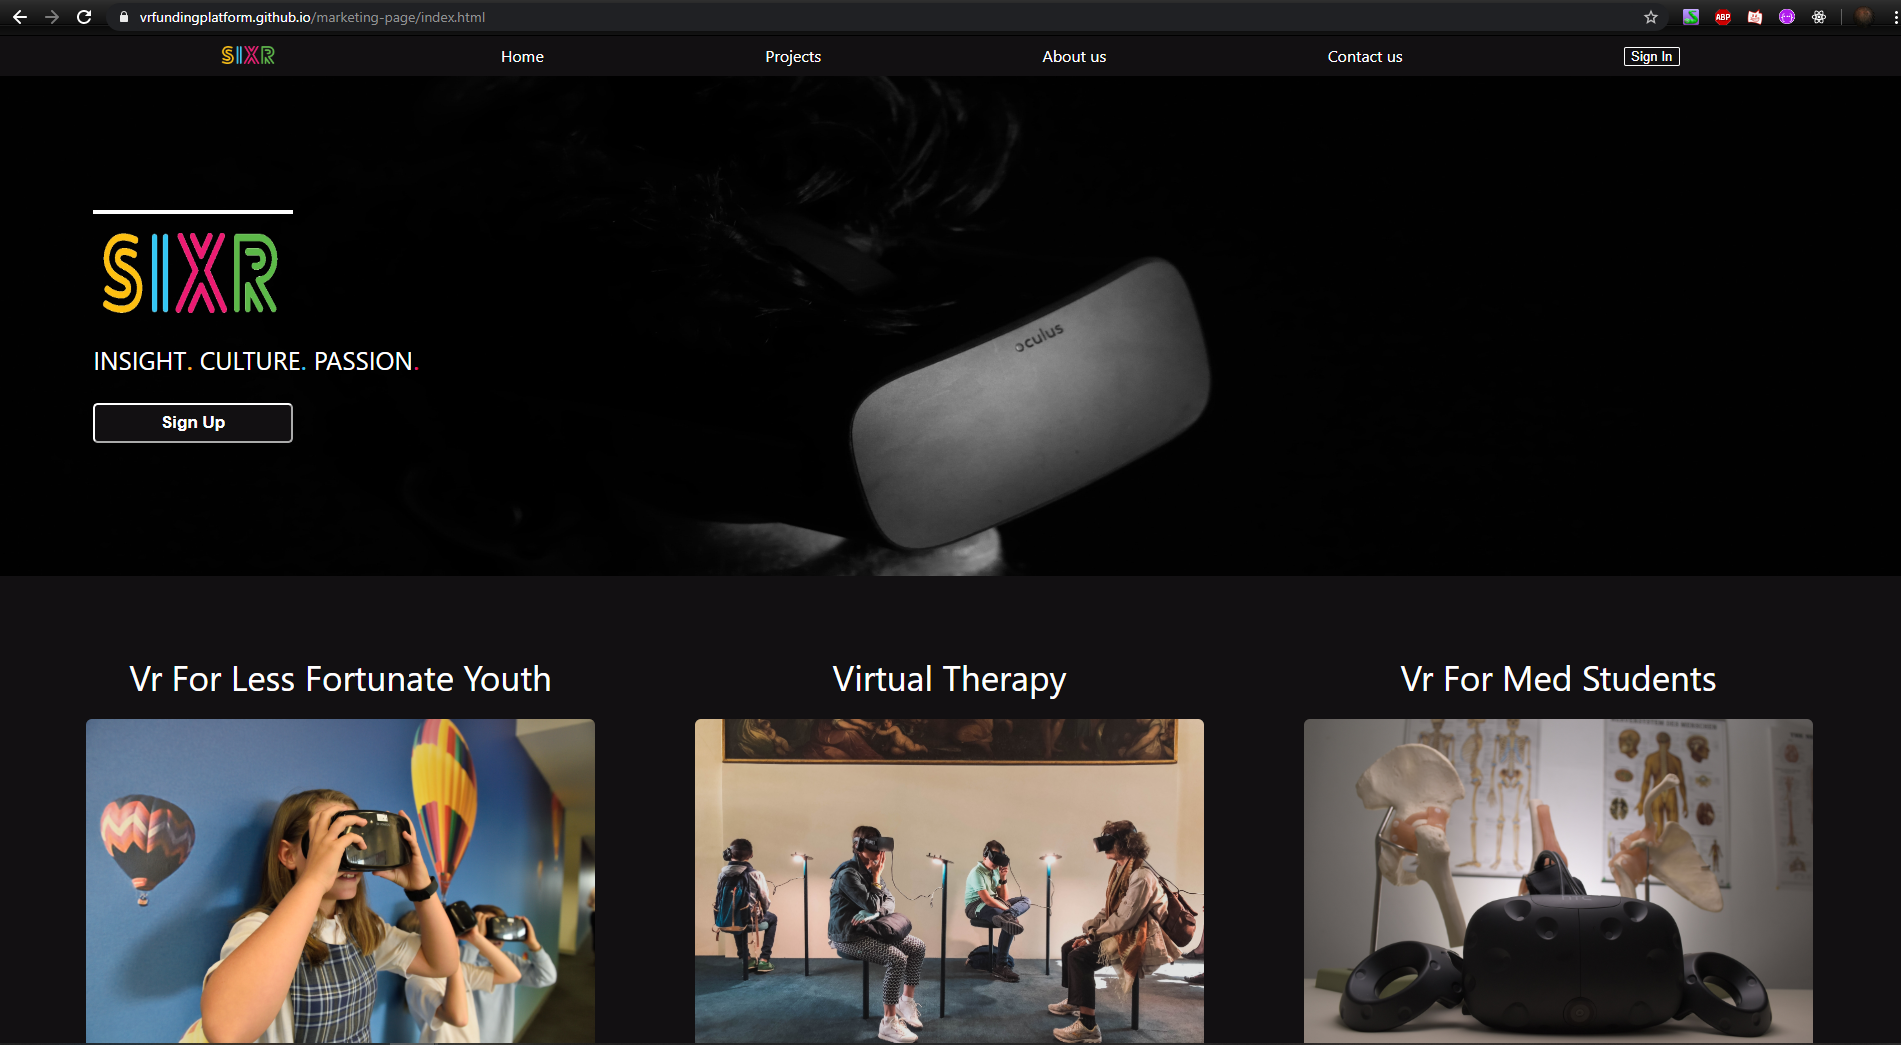 vrfundingplatform.github.io/marketing-page/index.html
ABP
SIXR
Home
Projects
About us
Contact us
Sign In
SIXR
INSIGHT. CULTURE. PASSION.
Sign Up
oculus
Vr For Less Fortunate Youth
Virtual Therapy
Vr For Med Students